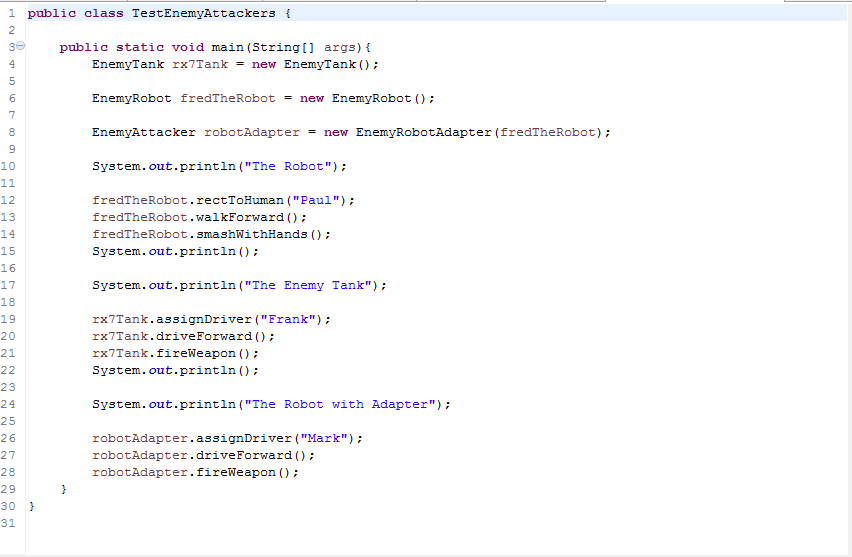 1 public class TestEnemyAttackers {
2
3 public static void main(String[] args){
4 EnemyTank rx7Tank = new EnemyTank();
5
6 EnemyRobot fredTheRobot = new EnemyRobot();
7
8 EnemyAttacker robotAdapter = new EnemyRobotAdapter(fredTheRobot);
9
10 System.out.println("The Robot");
11
12 fredTheRobot.rectToHuman("Paul");
13 fredTheRobot.walkForward();
14 fredTheRobot.smashWithHands();
15 System.out.println();
16
17 System.out.println("The Enemy Tank");
18
19 rx7Tank.assignDriver("Frank");
20 rx7Tank.driveForward();
21 rx7Tank.fireWeapon();
22 System.out.println();
23
24 System.out.println("The Robot with Adapter");
25
26 robotAdapter.assignDriver("Mark");
27 robotAdapter.driveForward();
28 robotAdapter.fireWeapon();
29 }
30 }
31